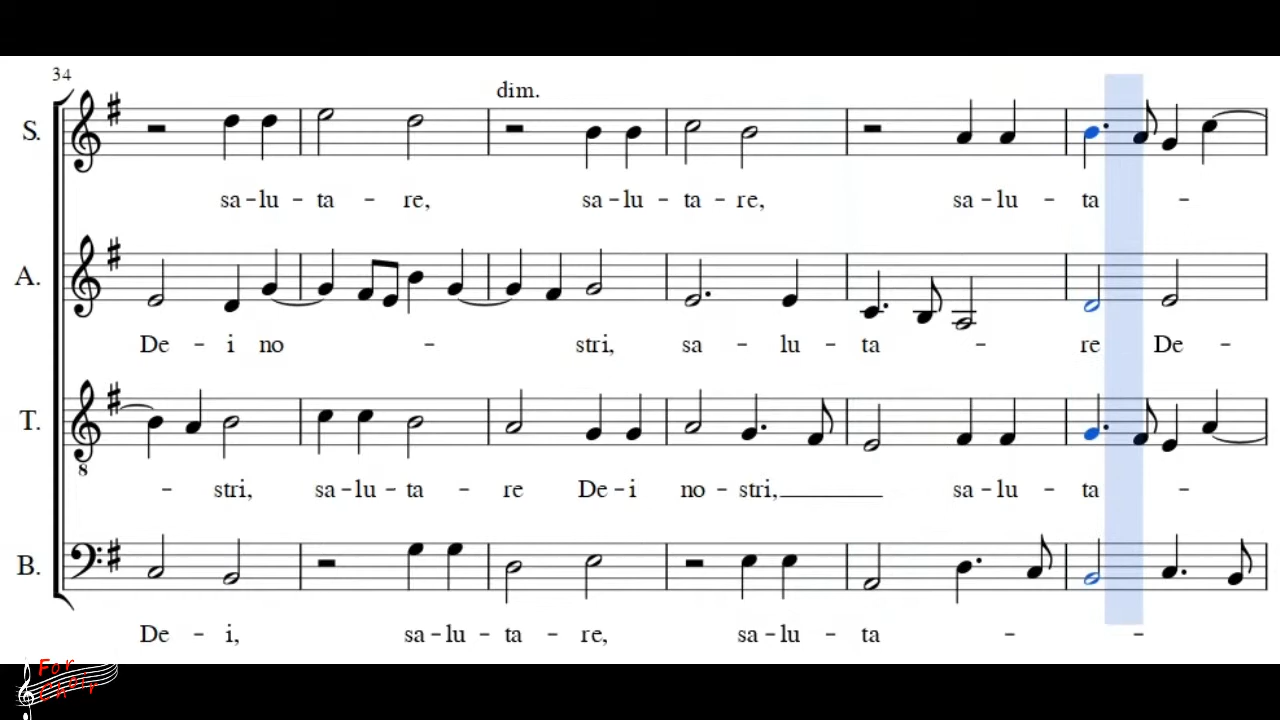 34
dim.
S.
sa - lu - ta - re, sa - lu - ta - re, sa - lu - ta -
A.
De - i no - stri, sa - lu - ta - re De -
T.
8
- stri, sa - lu - ta - re De - i no - stri, sa - lu - ta -
B.
De - i, sa - lu - ta - re, sa - lu - ta - -
For
Choir